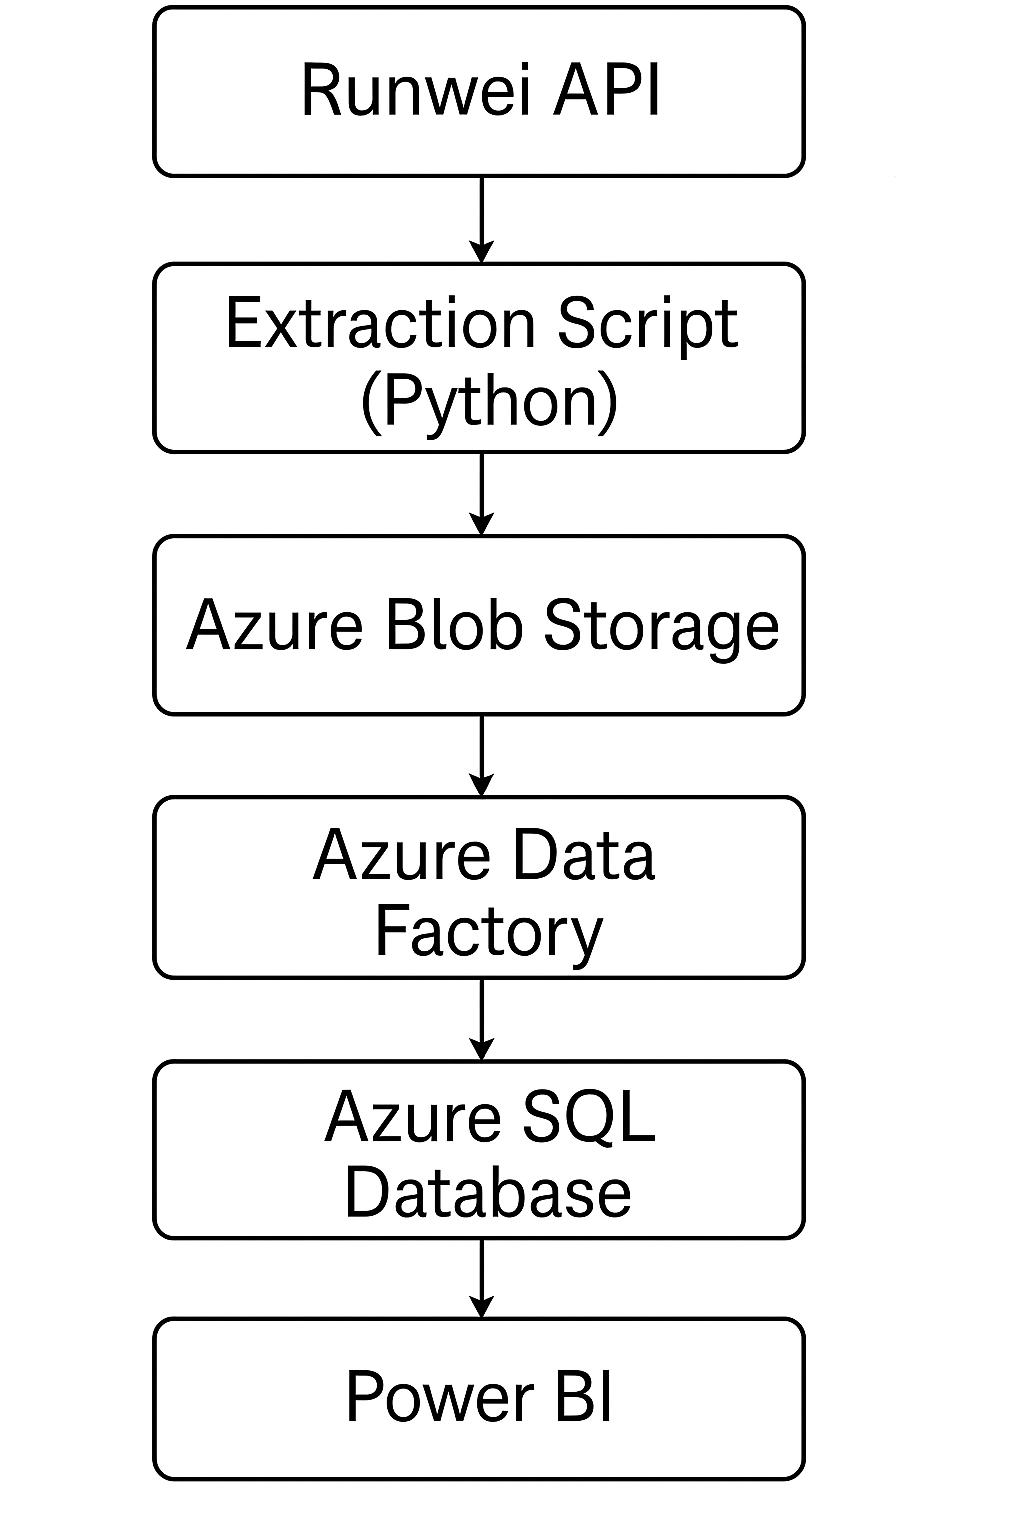 Runwei API
Extraction Script
(Python)
Azure Blob Storage
Azure Data
Factory
Azure SQL
Database
Power BI